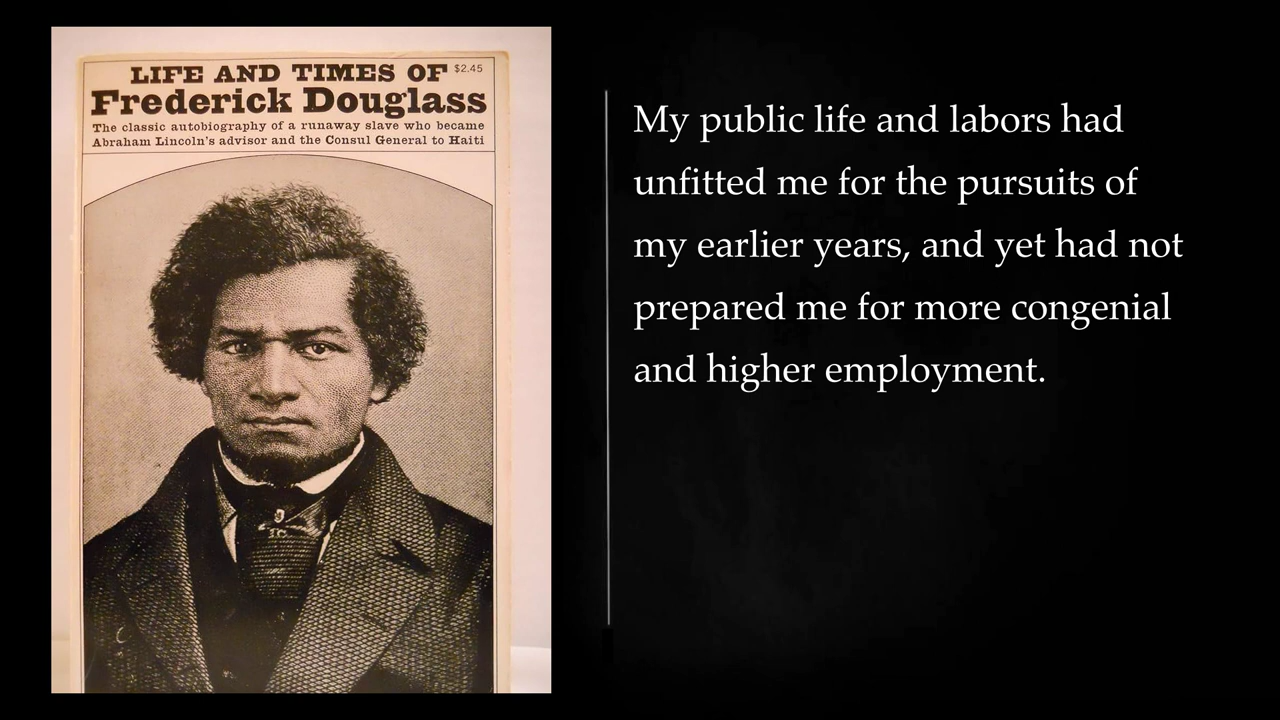 LIFE AND TIMES OF $2.45
Frederick Douglass
The classic autobiography of a runaway slave who became
Abraham Lincoln's advisor and the Consul General to Haiti
My public life and labors had
unfitted me for the pursuits of
my earlier years, and yet had not
prepared me for more congenial
and higher employment.